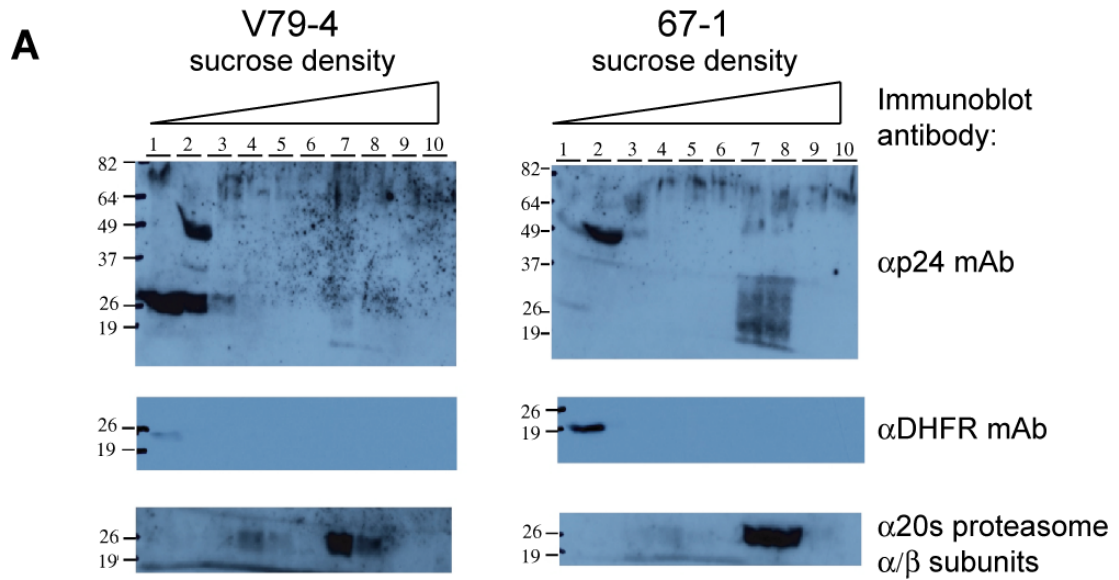 A
V79-4
sucrose density
67-1
sucrose density
Immunoblot
antibody:
1 2 3 4 5 6 7 8 9 10
1 2 3 4 5 6 7 8 9 10
82
64
49
37
26
19
82
64
49
37
26
19
αp24 mAb
26
19
26
19
αDHFR mAb
26
19
26
19
α20s proteasome
α/β subunits